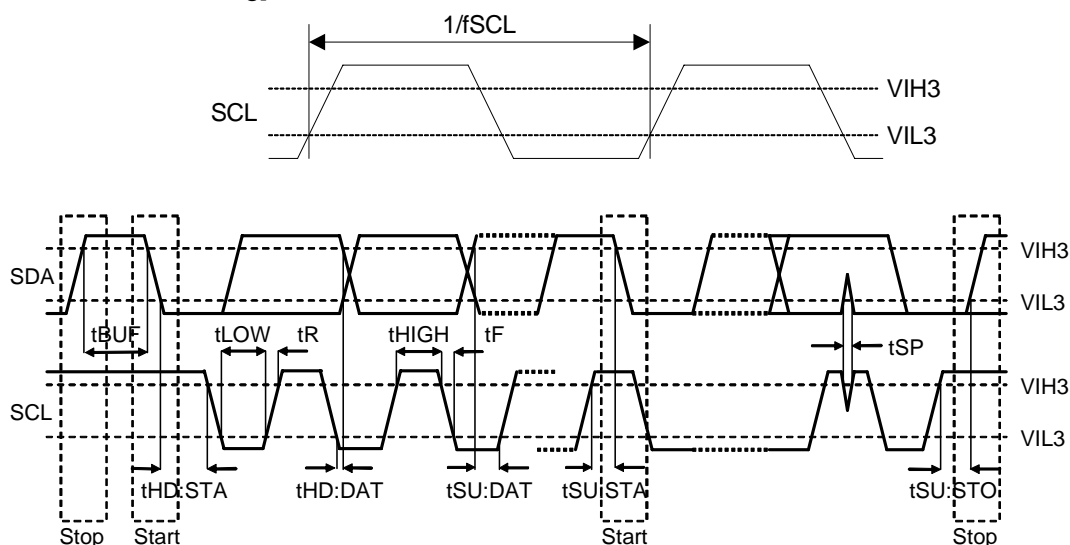 1/fSCL
VIH3
SCL
VIL3
VIH3
SDA
VIL3
tBUF tLOW tR tHIGH tF
tSP
VIH3
SCL
VIL3
tHD:STA tHD:DAT tSU:DAT tSU:STA tSU:STO
Stop Start Start Stop